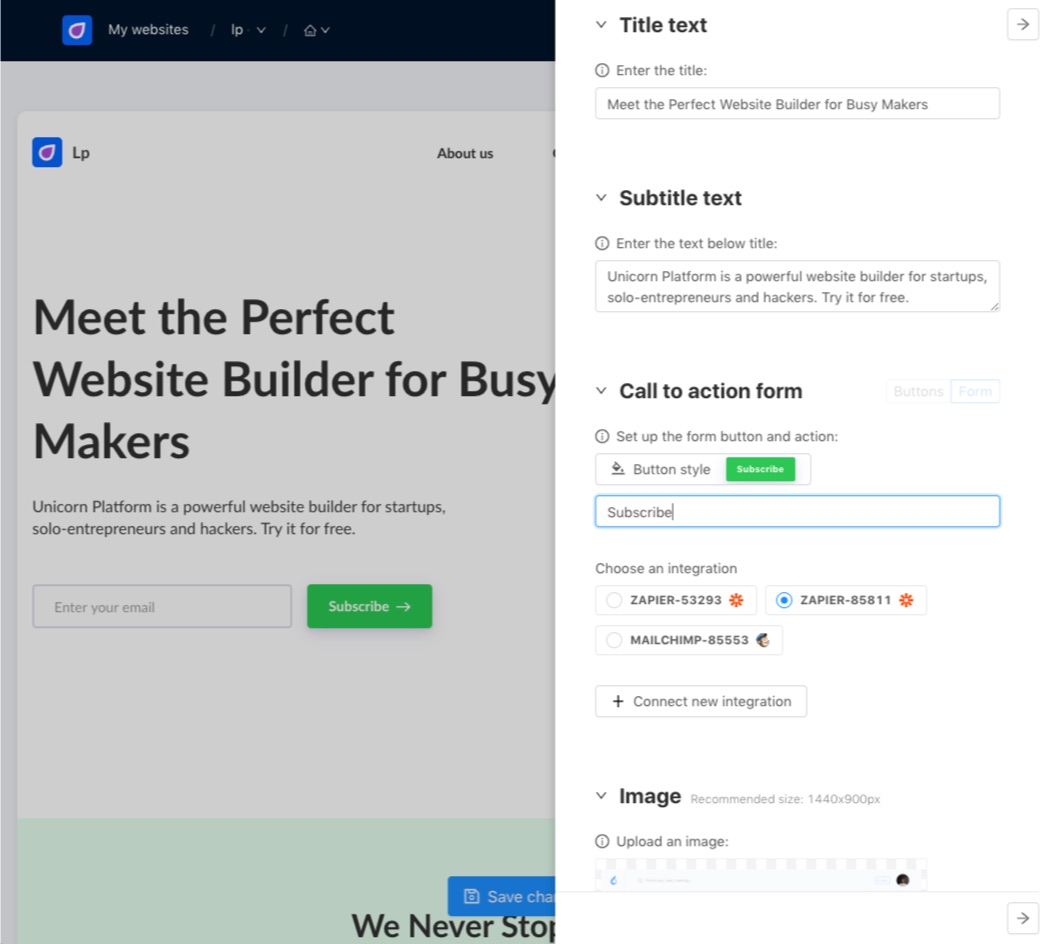 My websites / lp / 
Lp
About us
Meet the Perfect
Website Builder for Busy
Makers
Unicorn Platform is a powerful website builder for startups,
solo-entrepreneurs and hackers. Try it for free.
Enter your email
Subscribe →
Save
We Never
Title text
Enter the title:
Meet the Perfect Website Builder for Busy Makers
Subtitle text
Enter the text below title:
Unicorn Platform is a powerful website builder for startups,
solo-entrepreneurs and hackers. Try it for free.
Call to action form
Buttons Form
Set up the form button and action:
Button style Subscribe
Subscribe
Choose an integration
ZAPIER-53293 ZAPIER-85811
MAILCHIMP-85553
+ Connect new integration
Image Recommended size: 1440x900px
Upload an image: